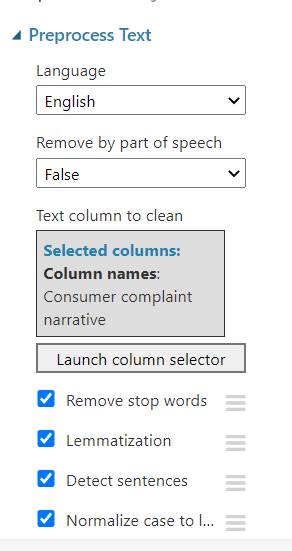 Preprocess Text
Language
English
Remove by part of speech
False
Text column to clean
Selected columns:
Column names:
Consumer complaint
narrative
Launch column selector
Remove stop words
Lemmatization
Detect sentences
Normalize case to l...